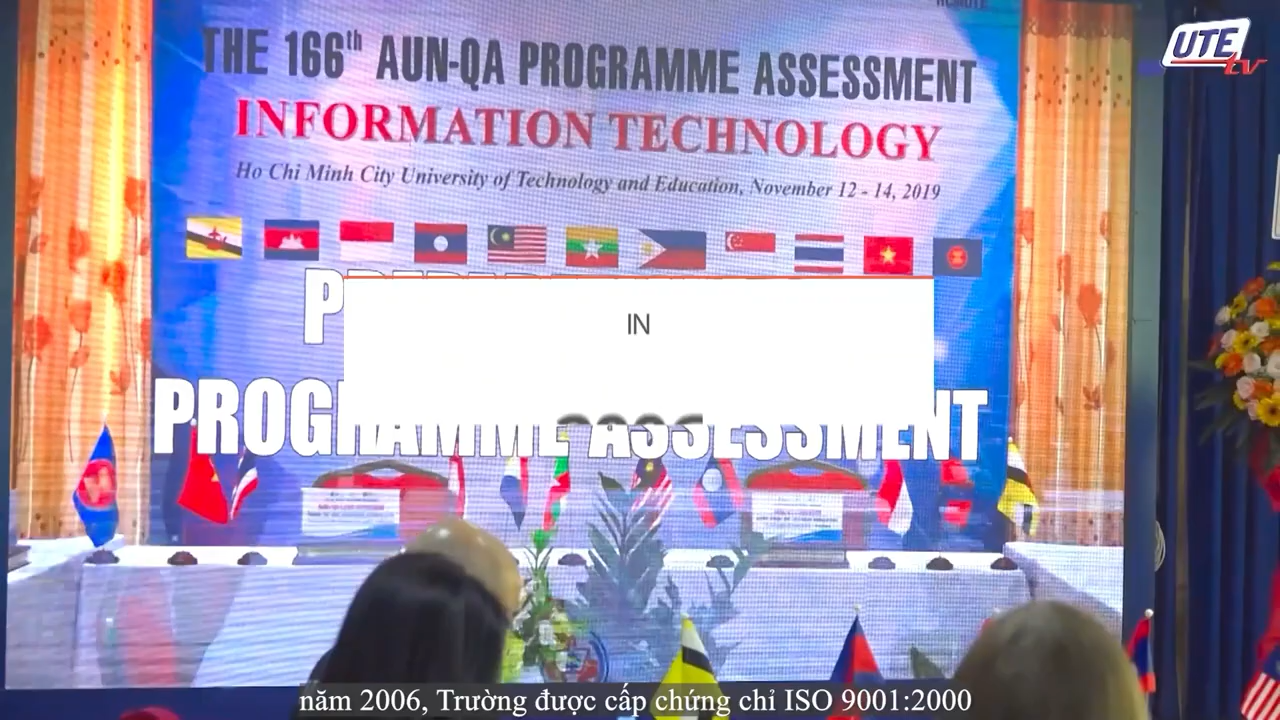 UTE
tv
THE 166th AUN-QA PROGRAMME ASSESSMENT
INFORMATION TECHNOLOGY
Ho Chi Minh City University of Technology and Education, November 12 - 14, 2019
IN
PROGRAMME ASSESSMENT
năm 2006, Trường được cấp chứng chỉ ISO 9001:2000